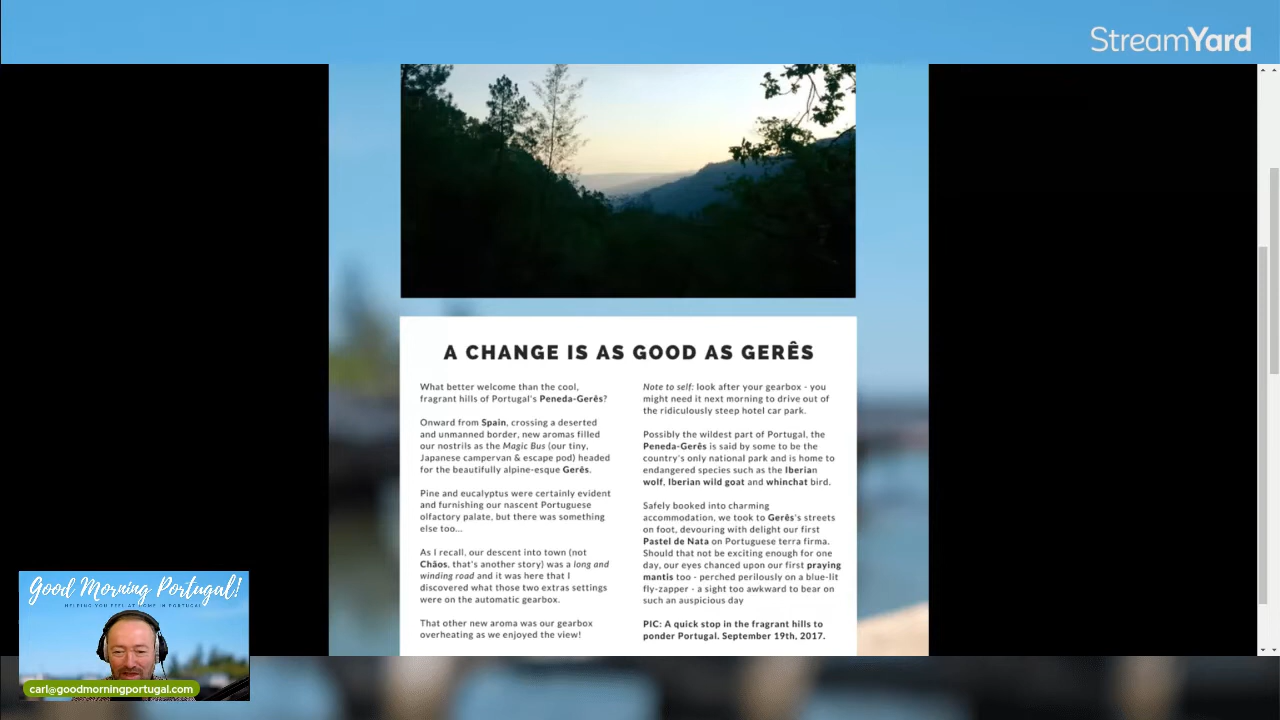 StreamYard
A CHANGE IS AS GOOD AS GERÊS
What better welcome than the cool,
fragrant hills of Portugal's Peneda-Gerês?
Onward from Spain, crossing a deserted
and unmanned border, new aromas filled
our nostrils as the Magic Bus (our tiny,
Japanese campervan & escape pod) headed
for the beautifully alpine-esque Gerês.
Pine and eucalyptus were certainly evident
and furnishing our nascent Portuguese
olfactory palate, but there was something
else too...
As I recall, our descent into town (not
Chãos, that's another story) was a long and
winding road and it was here that I
discovered what those two extras settings
were on the automatic gearbox.
That other new aroma was our gearbox
overheating as we enjoyed the view!
Note to self: look after your gearbox - you
might need it next morning to drive out of
the ridiculously steep hotel car park.
Possibly the wildest part of Portugal, the
Peneda-Gerês is said by some to be the
country's only national park and is home to
endangered species such as the Iberian
wolf, Iberian wild goat and whinchat bird.
Safely booked into charming
accommodation, we took to Gerês's streets
on foot, devouring with delight our first
Pastel de Nata on Portuguese terra firma.
Should that not be exciting enough for one
day, our eyes chanced upon our first praying
mantis too - perched perilously on a blue-lit
fly-zapper - a sight too awkward to bear on
such an auspicious day
PIC: A quick stop in the fragrant hills to
ponder Portugal. September 19th, 2017.
Good Morning Portugal!
HELPING YOU FEEL AT HOME IN PORTUGAL
carl@goodmorningportugal.com